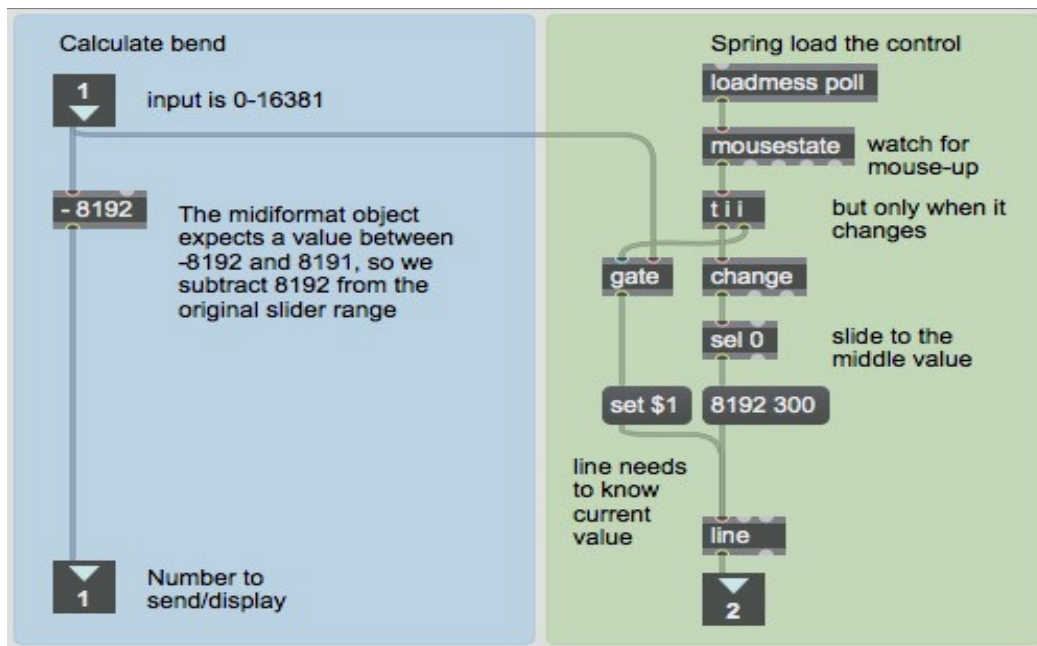 Calculate bend
1
input is 0-16381
- 8192
The midiformat object
expects a value between
-8192 and 8191, so we
subtract 8192 from the
original slider range
1
Number to
send/display
Spring load the control
loadmess poll
mousestate
watch for
mouse-up
t i i
but only when it
changes
gate
change
sel 0
slide to the
middle value
set $1
8192 300
line needs
to know
current
value
line
2